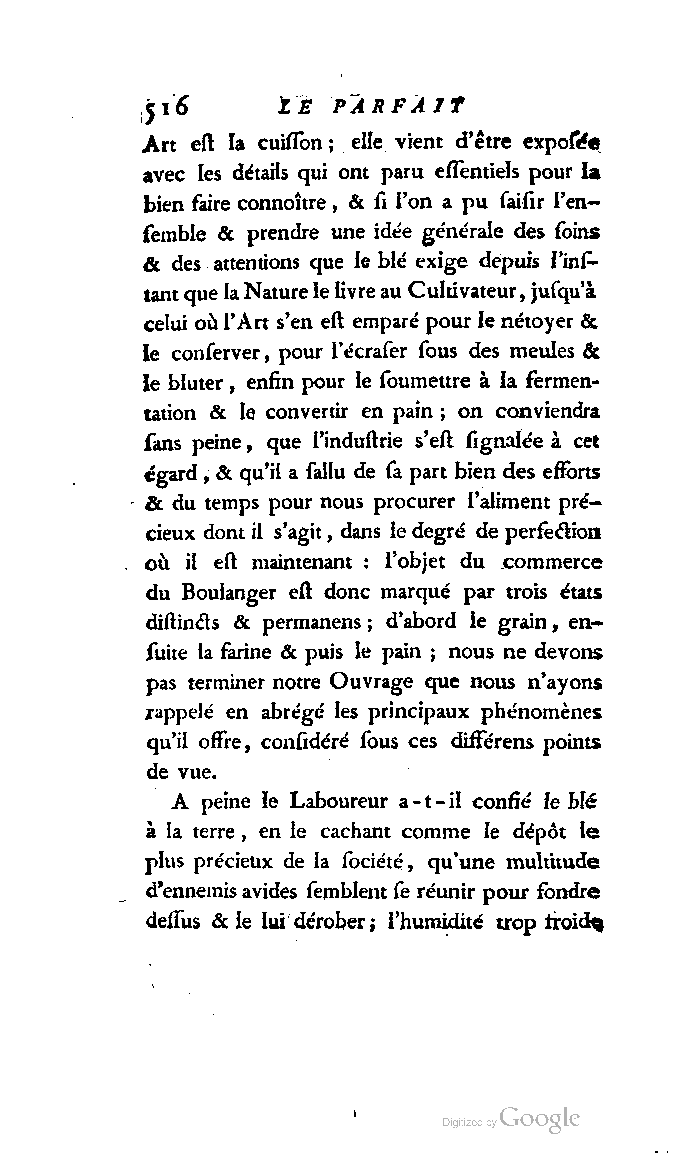 516 LE PARFAIT
Art eſt la cuiſſon ; elle vient d'être expoſée
avec les détails qui ont paru eſſentiels pour la
bien faire connoître, & ſi l'on a pu ſaiſir l'en-
ſemble & prendre une idée générale des ſoins
& des attentions que le blé exige depuis l'inſ-
tant que la Nature le livre au Cultivateur, juſqu'à
celui où l'Art s'en eſt emparé pour le nétoyer &
le conſerver, pour l'écraſer ſous des meules &
le bluter, enfin pour le ſoumettre à la fermen-
tation & le convertir en pain ; on conviendra
ſans peine, que l'induſtrie s'eſt ſignalée à cet
égard, & qu'il a fallu de ſa part bien des efforts
& du temps pour nous procurer l'aliment pré-
cieux dont il s'agit, dans le degré de perfection
où il eſt maintenant : l'objet du commerce
du Boulanger eſt donc marqué par trois états
diſtincts & permanens ; d'abord le grain, en-
ſuite la farine & puis le pain ; nous ne devons
pas terminer notre Ouvrage que nous n'ayons
rappelé en abrégé les principaux phénomènes
qu'il offre, conſidéré ſous ces différens points
de vue.
A peine le Laboureur a-t-il confié le blé
à la terre, en le cachant comme le dépôt le
plus précieux de la ſociété, qu'une multitude
d'ennemis avides ſemblent ſe réunir pour fondre
deſſus & le lui dérober ; l'humidité trop froide
Digitized by Google